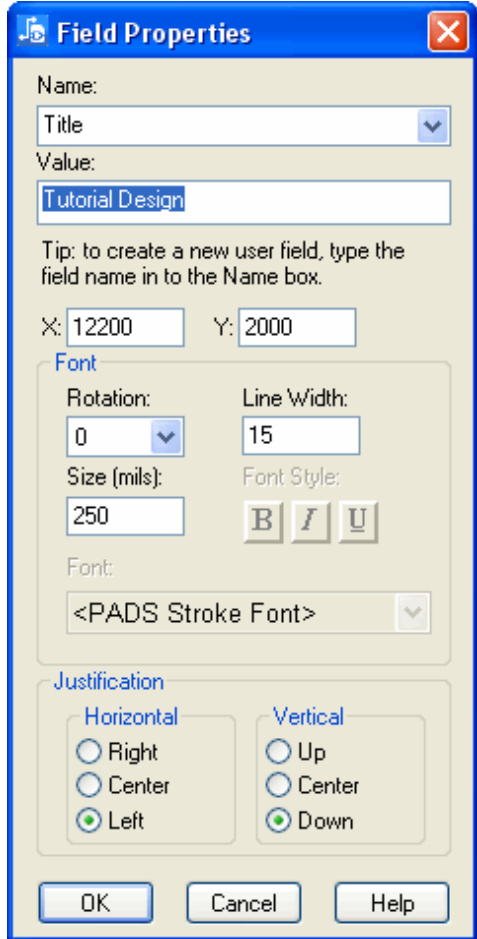 Field Properties
Name:
Title
Value:
Tutorial Design
Tip: to create a new user field, type the
field name in to the Name box.
X: 12200 Y: 2000
Font
Rotation: Line Width:
0 15
Size (mils): Font Style:
250 B I U
Font:
<PADS Stroke Font>
Justification
Horizontal Vertical
Right Up
Center Center
Left Down
OK Cancel Help